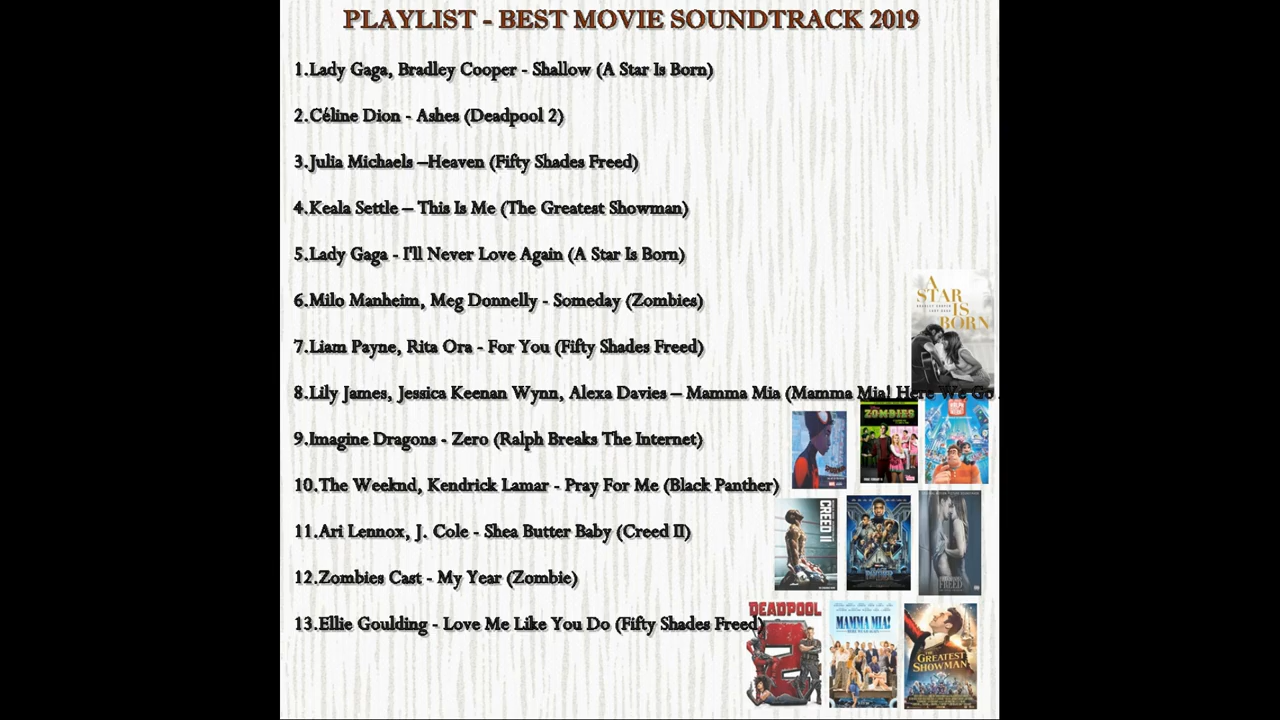 PLAYLIST - BEST MOVIE SOUNDTRACK 2019
1.Lady Gaga, Bradley Cooper - Shallow (A Star Is Born)
2.Céline Dion - Ashes (Deadpool 2)
3.Julia Michaels –Heaven (Fifty Shades Freed)
4.Keala Settle – This Is Me (The Greatest Showman)
5.Lady Gaga - I'll Never Love Again (A Star Is Born)
6.Milo Manheim, Meg Donnelly - Someday (Zombies)
7.Liam Payne, Rita Ora - For You (Fifty Shades Freed)
8.Lily James, Jessica Keenan Wynn, Alexa Davies – Mamma Mia (Mamma Mia! Here We Go
9.Imagine Dragons - Zero (Ralph Breaks The Internet)
10.The Weeknd, Kendrick Lamar - Pray For Me (Black Panther)
11.Ari Lennox, J. Cole - Shea Butter Baby (Creed II)
12.Zombies Cast - My Year (Zombie)
13.Ellie Goulding - Love Me Like You Do (Fifty Shades Freed)
A
STAR
IS
BORN
ZOMBIES
CREED II
PANTHER
FREED
DEADPOOL
MAMMA MIA!
HERE WE GO AGAIN
THE
GREATEST
SHOWMAN